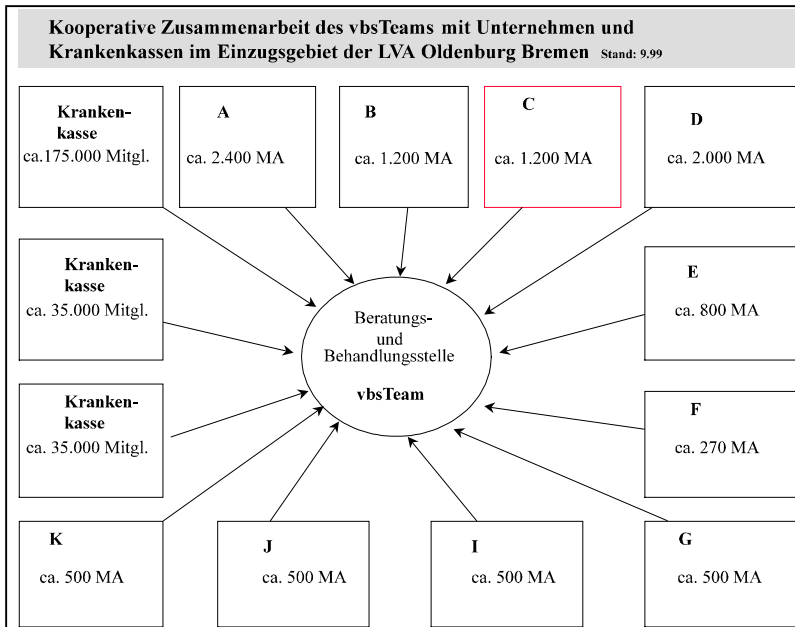 Kooperative Zusammenarbeit des vbsTeams mit Unternehmen und
Krankenkassen im Einzugsgebiet der LVA Oldenburg Bremen Stand: 9.99
Kranken-
kasse
ca.175.000 Mitgl.
A
ca. 2.400 MA
B
ca. 1.200 MA
C
ca. 1.200 MA
D
ca. 2.000 MA
Kranken-
kasse
ca. 35.000 Mitgl.
Beratungs-
und
Behandlungsstelle
vbsTeam
E
ca. 800 MA
Kranken-
kasse
ca. 35.000 Mitgl.
F
ca. 270 MA
K
ca. 500 MA
J
ca. 500 MA
I
ca. 500 MA
G
ca. 500 MA